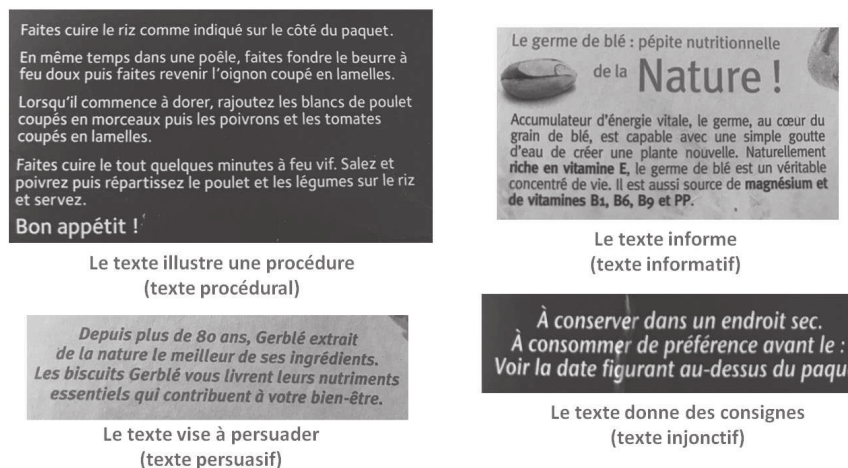 Faites cuire le riz comme indiqué sur le côté du paquet.
En même temps dans une poêle, faites fondre le beurre à
feu doux puis faites revenir l'oignon coupé en lamelles.
Lorsqu'il commence à dorer, rajoutez les blancs de poulet
coupés en morceaux puis les poivrons et les tomates
coupés en lamelles.
Faites cuire le tout quelques minutes à feu vif. Salez et
poivrez puis répartissez le poulet et les légumes sur le riz
et servez.
Bon appétit !
Le texte illustre une procédure
(texte procédural)
Le germe de blé : pépite nutritionnelle
de la Nature !
Accumulateur d'énergie vitale, le germe, au cœur du
grain de blé, est capable avec une simple goutte
d'eau de créer une plante nouvelle. Naturellement
riche en vitamine E, le germe de blé est un véritable
concentré de vie. Il est aussi source de magnésium et
de vitamines B1, B6, B9 et PP.
Le texte informe
(texte informatif)
Depuis plus de 80 ans, Gerblé extrait
de la nature le meilleur de ses ingrédients.
Les biscuits Gerblé vous livrent leurs nutriments
essentiels qui contribuent à votre bien-être.
Le texte vise à persuader
(texte persuasif)
À conserver dans un endroit sec.
À consommer de préférence avant le :
Voir la date figurant au-dessus du paqu
Le texte donne des consignes
(texte injonctif)